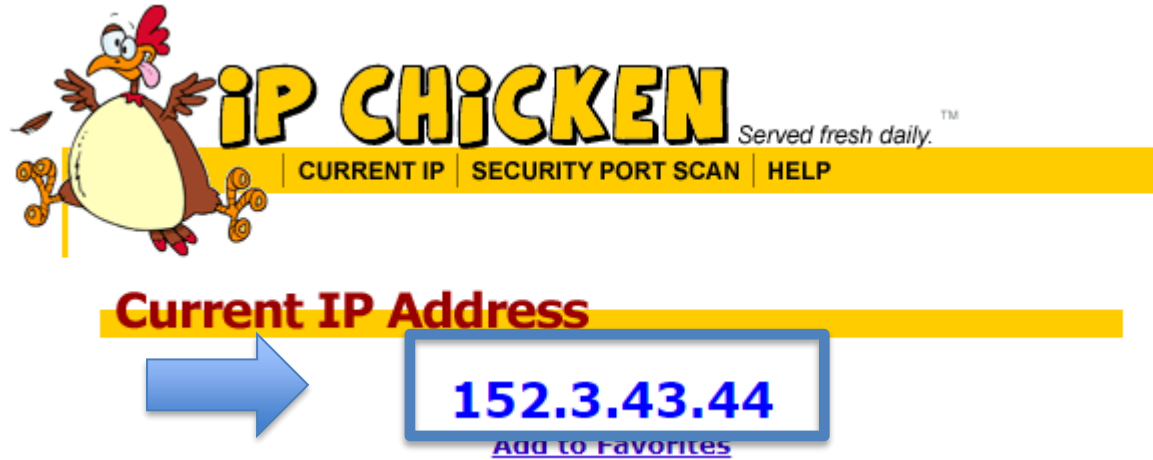 iP CHiCKEN Served fresh daily. ™
CURRENT IP | SECURITY PORT SCAN | HELP
Current IP Address
152.3.43.44
Add to Favorites